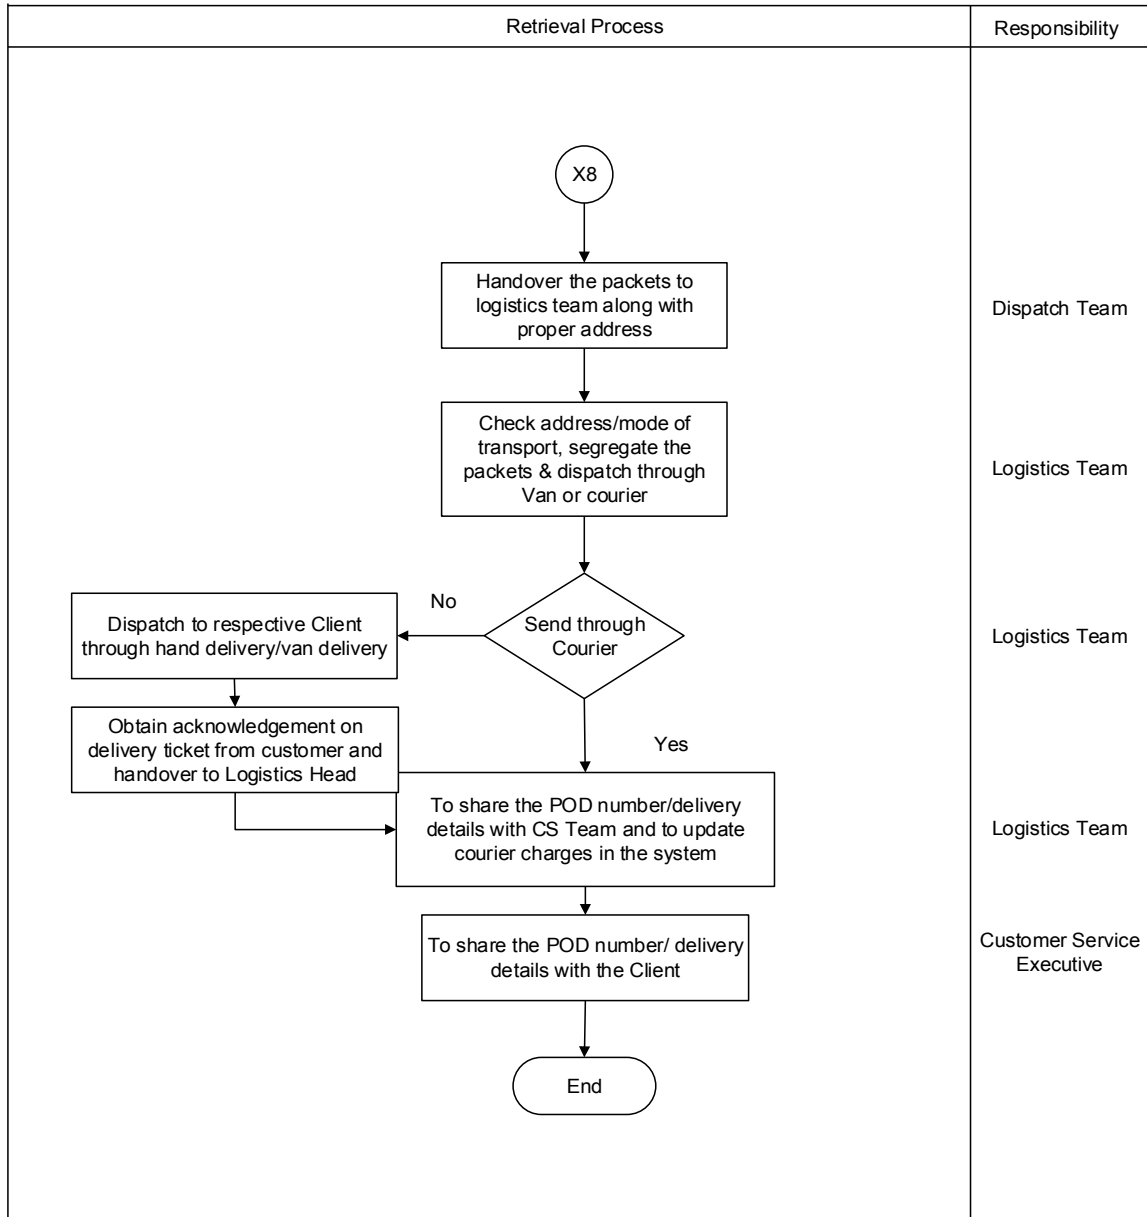 Retrieval Process
Responsibility
X8
Handover the packets to
logistics team along with
proper address
Dispatch Team
Check address/mode of
transport, segregate the
packets & dispatch through
Van or courier
Logistics Team
No
Send through
Courier
Dispatch to respective Client
through hand delivery/van delivery
Logistics Team
Obtain acknowledgement on
delivery ticket from customer and
handover to Logistics Head
Yes
To share the POD number/delivery
details with CS Team and to update
courier charges in the system
Logistics Team
To share the POD number/ delivery
details with the Client
Customer Service
Executive
End